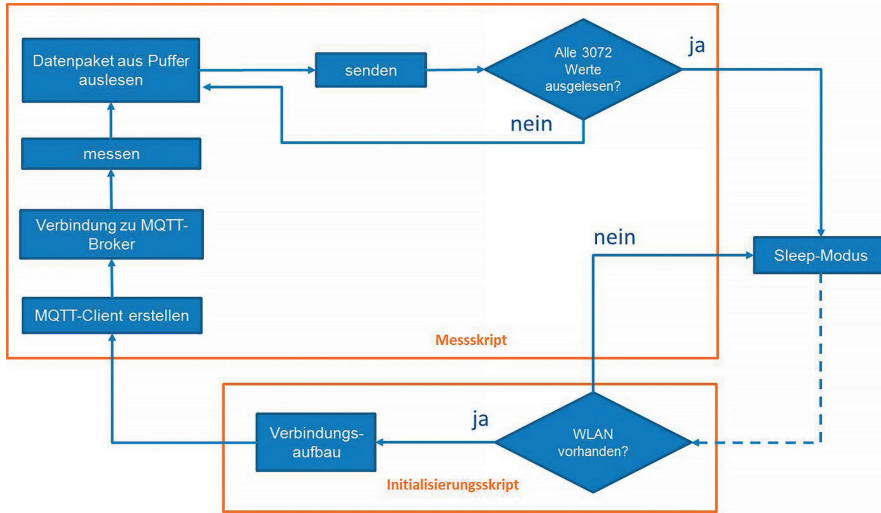 Datenpaket aus Puffer
auslesen
senden
Alle 3072
Werte
ausgelesen?
ja
nein
messen
Verbindung zu MQTT-
Broker
nein
Sleep-Modus
MQTT-Client erstellen
Messskript
ja
Verbindungs-
aufbau
WLAN
vorhanden?
Initialisierungsskript